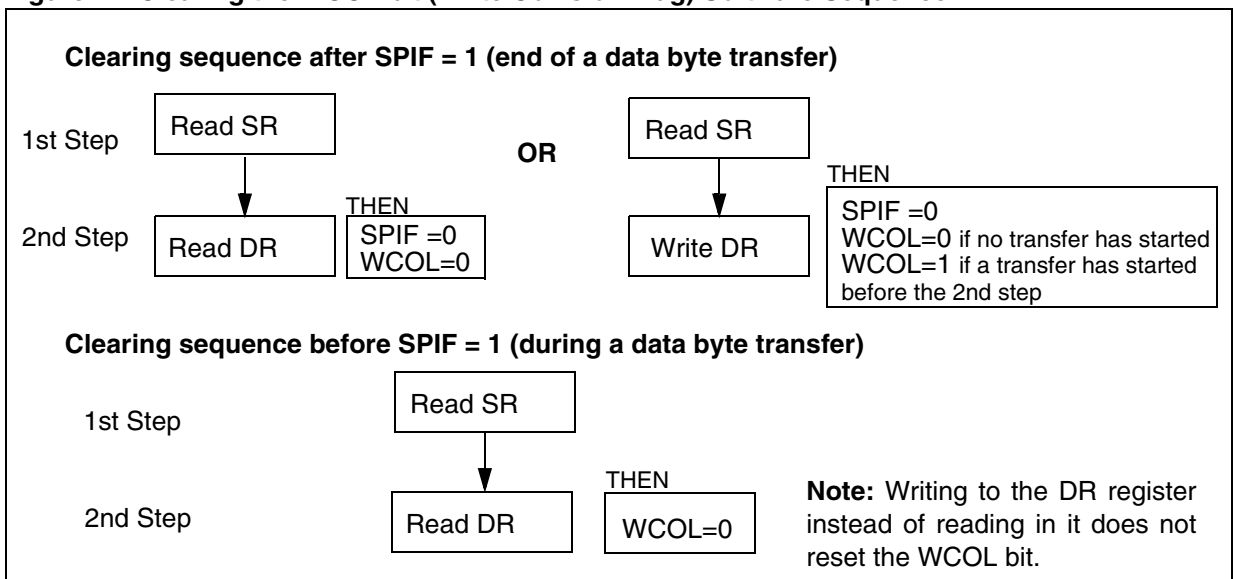 Clearing sequence after SPIF = 1 (end of a data byte transfer)
1st Step
Read SR
OR
Read SR
2nd Step
Read DR
THEN
SPIF =0
WCOL=0
Write DR
THEN
SPIF =0
WCOL=0 if no transfer has started
WCOL=1 if a transfer has started
before the 2nd step
Clearing sequence before SPIF = 1 (during a data byte transfer)
1st Step
Read SR
2nd Step
Read DR
THEN
WCOL=0
Note: Writing to the DR register
instead of reading in it does not
reset the WCOL bit.